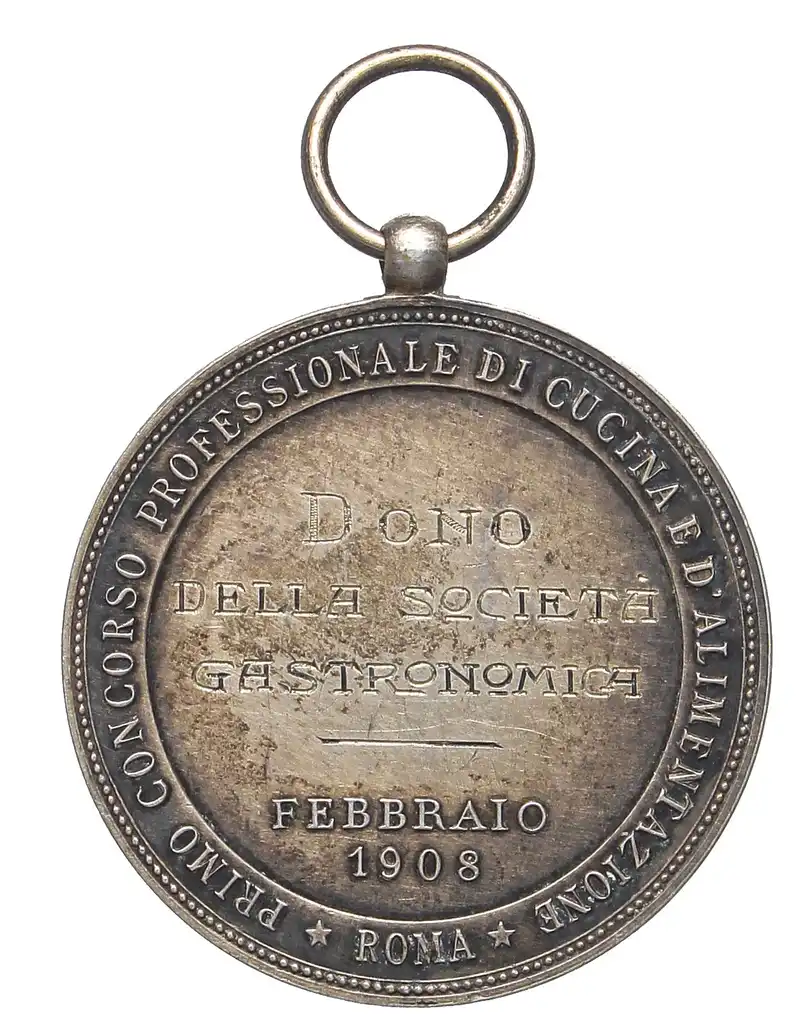 PRIMO CONCORSO PROFESSIONALE DI CUCINA E D'ALIMENTAZIONE
DONO
DELLA SOCIETÀ
GASTRONOMICA
FEBBRAIO
1908
★ ROMA ★